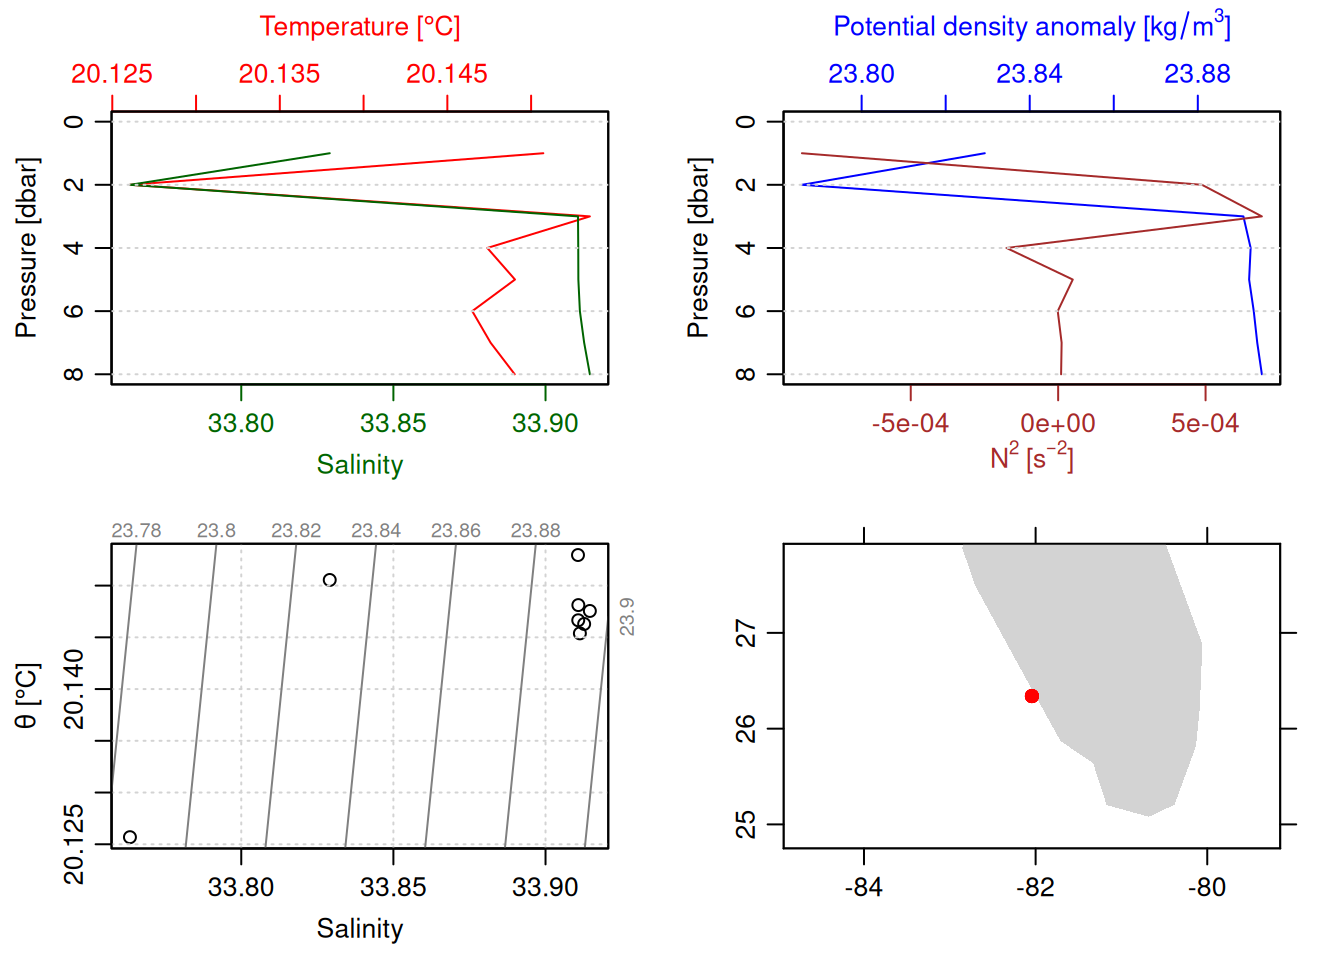 Temperature [°C]
20.125 20.135 20.145
0
2
4
6
8
Pressure [dbar]
33.80 33.85 33.90
Salinity
Potential density anomaly [kg/m³]
23.80 23.84 23.88
0
2
4
6
8
Pressure [dbar]
-5e-04 0e+00 5e-04
N² [s⁻²]
23.78 23.8 23.82 23.84 23.86 23.88
23.9
20.140
20.125
θ [°C]
33.80 33.85 33.90
Salinity
27
26
25
-84 -82 -80